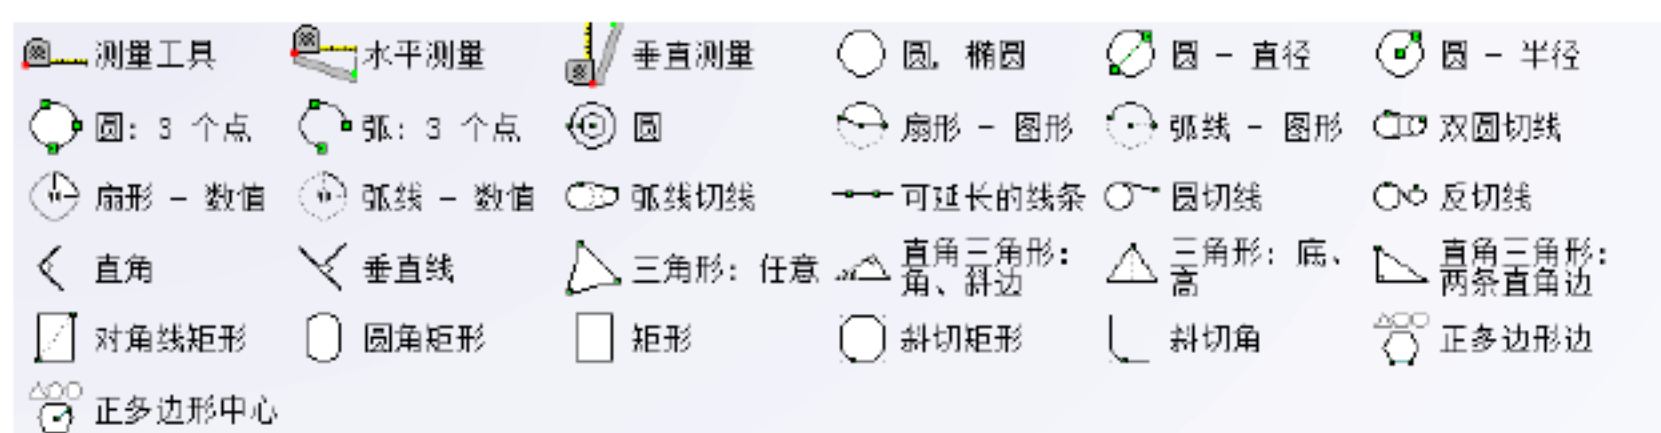 测量工具 水平测量 垂直测量 圆，椭圆 圆 - 直径 圆 - 半径
圆: 3 个点 弧: 3 个点 圆 扇形 - 图形 弧线 - 图形 双圆切线
扇形 - 数值 弧线 - 数值 弧线切线 可延长的线条 圆切线 反切线
直角 垂直线 三角形: 任意 直角三角形: 角、斜边 三角形: 底、高 直角三角形: 两条直角边
对角线矩形 圆角矩形 矩形 斜切矩形 斜切角 正多边形边
正多边形中心